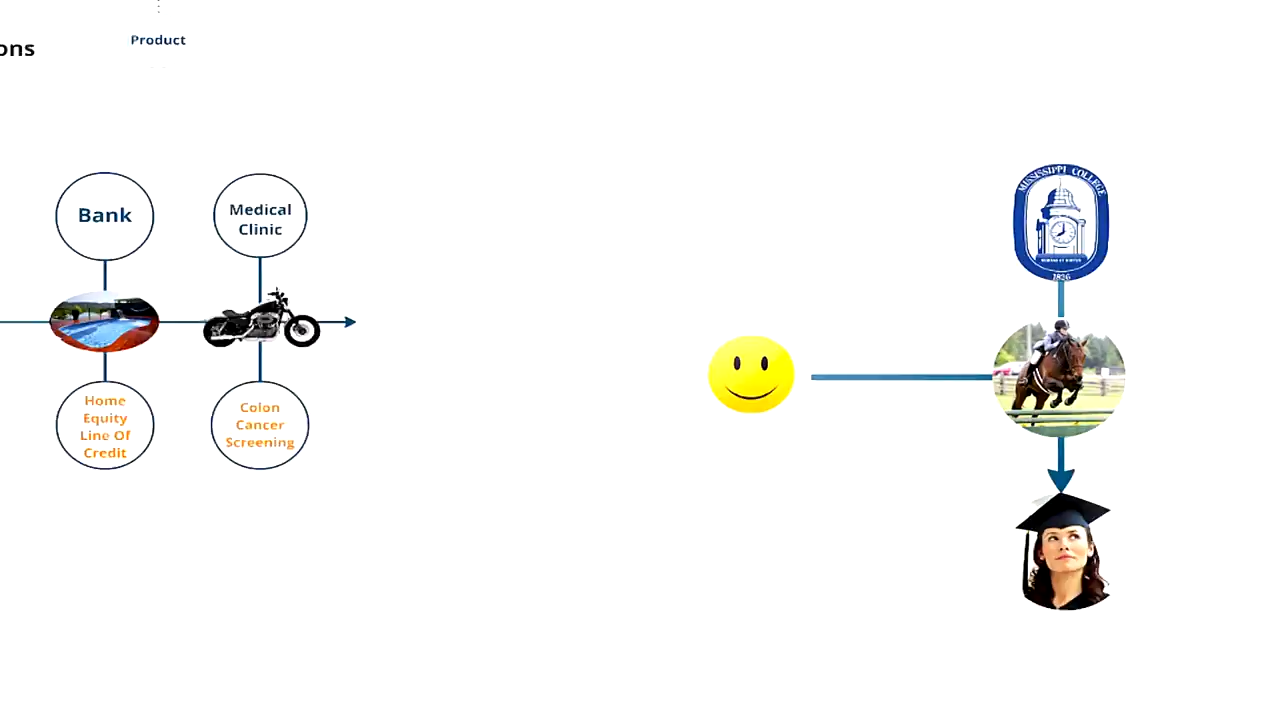 ons
Product
Bank
Medical
Clinic
Home
Equity
Line Of
Credit
Colon
Cancer
Screening
MISSISSIPPI COLLEGE
1826